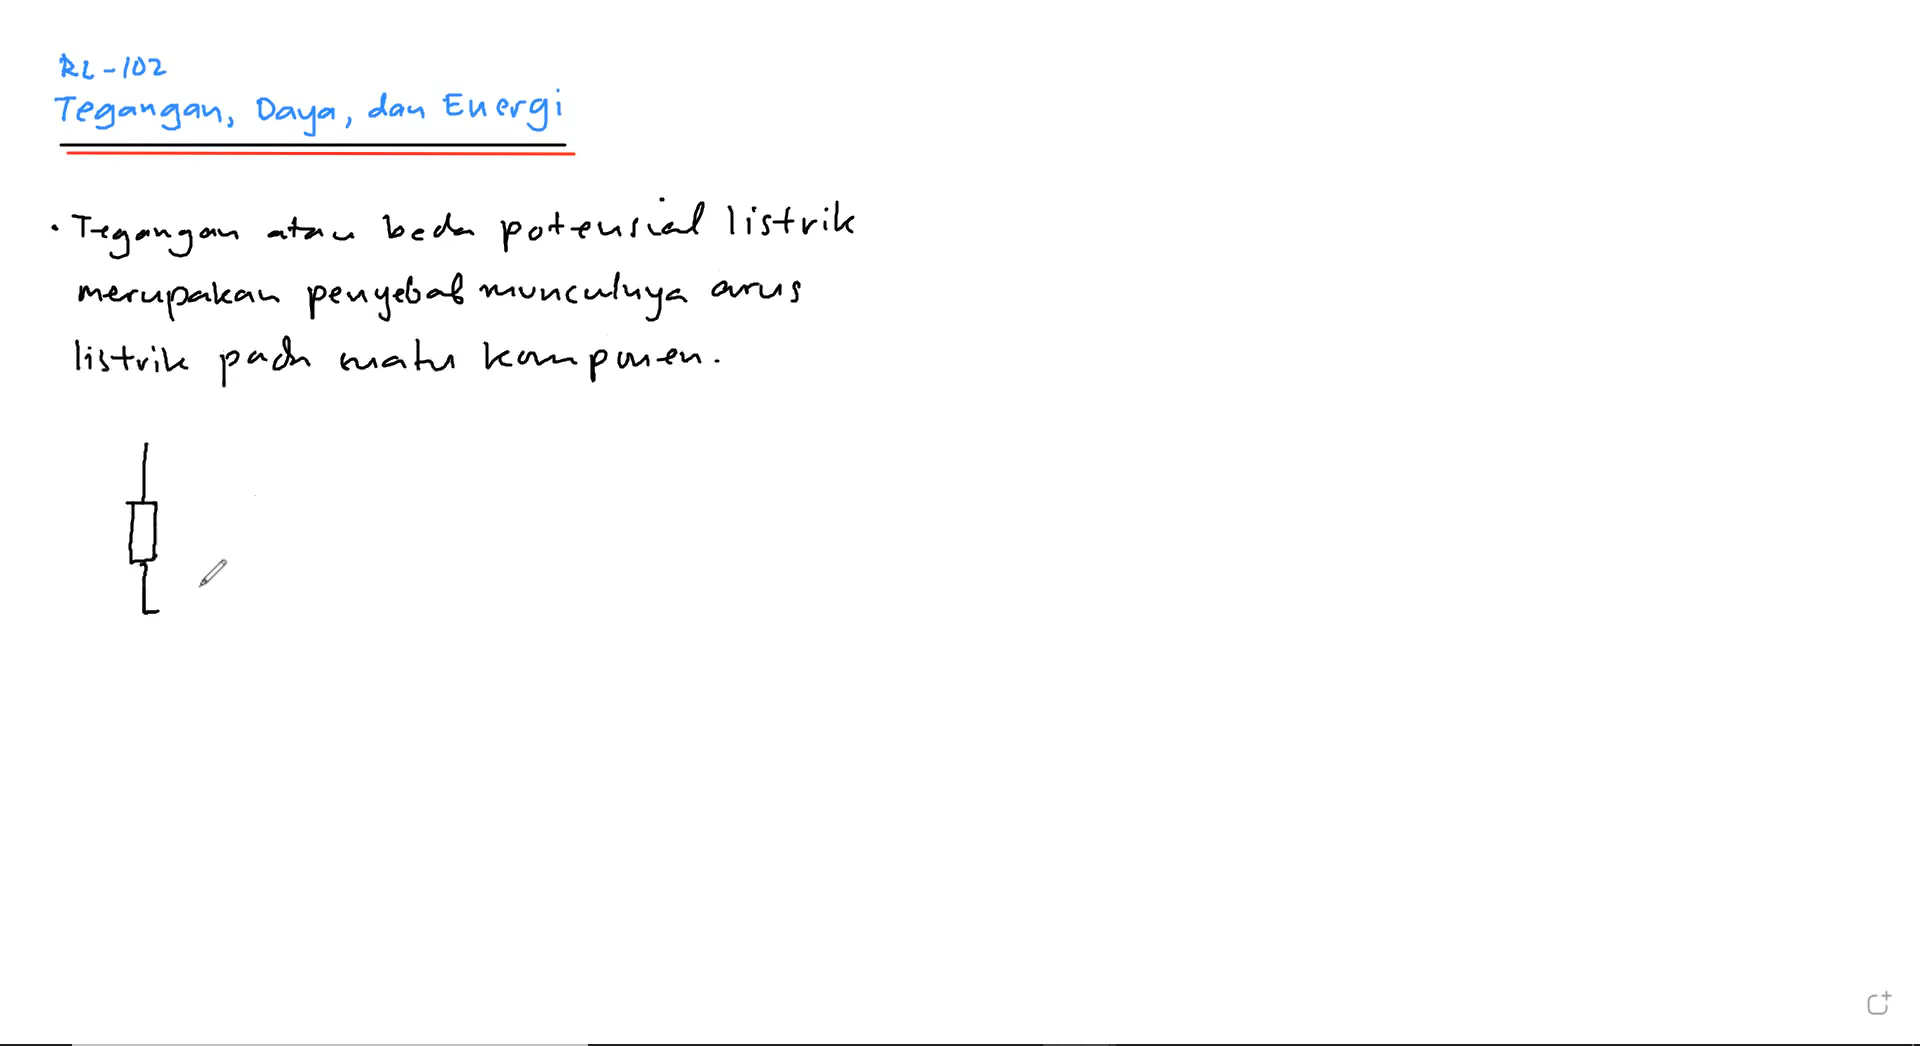 RL-102
Tegangan, Daya, dan Energi
• Tegangan atau beda potensial listrik
merupakan penyebab munculnya arus
listrik pada suatu komponen.